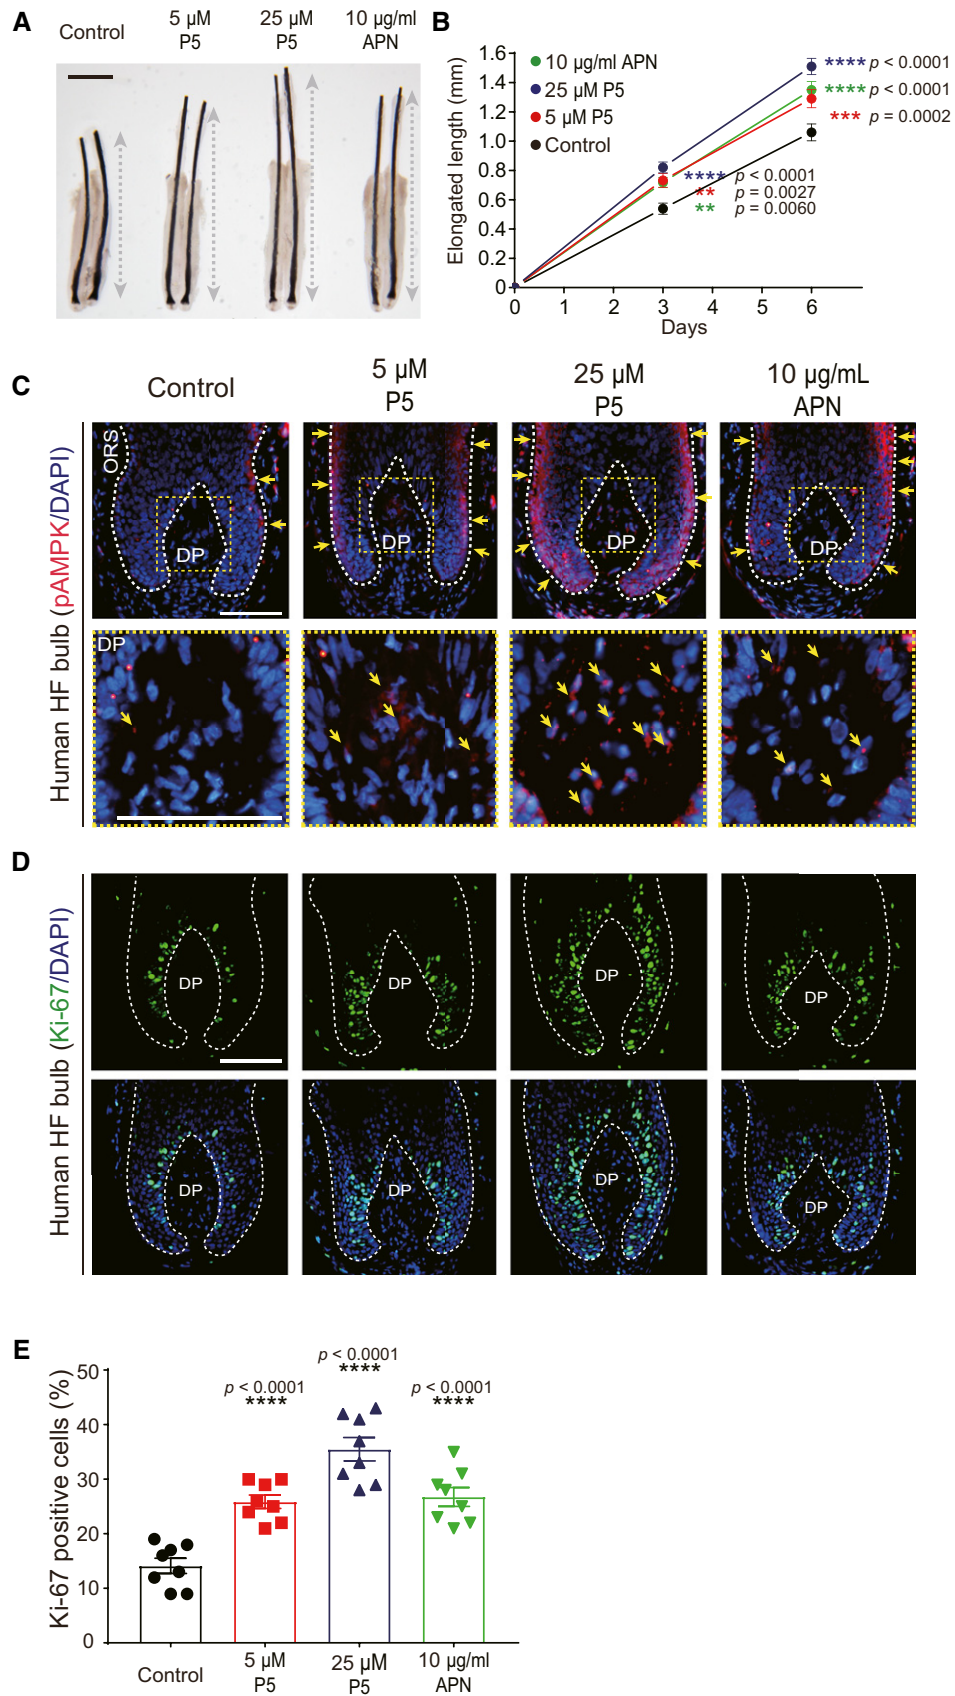 A
Control
5 µM
P5
25 µM
P5
10 µg/ml
APN
B
Elongated length (mm)
1.6
1.4
1.2
1.0
0.8
0.6
0.4
0.2
0
10 µg/ml APN
25 µM P5
5 µM P5
Control
**** p < 0.0001
**** p < 0.0001
*** p = 0.0002
**** p < 0.0001
** p = 0.0027
** p = 0.0060
0 1 2 3 4 5 6
Days
C
Control
5 µM
P5
25 µM
P5
10 µg/mL
APN
Human HF bulb (pAMPK/DAPI)
ORS
DP
DP
DP
DP
DP
D
Human HF bulb (Ki-67/DAPI)
DP
DP
DP
DP
DP
DP
DP
DP
E
Ki-67 positive cells (%)
50
40
30
20
10
0
p < 0.0001
****
p < 0.0001
****
p < 0.0001
****
Control
5 µM
P5
25 µM
P5
10 µg/ml
APN